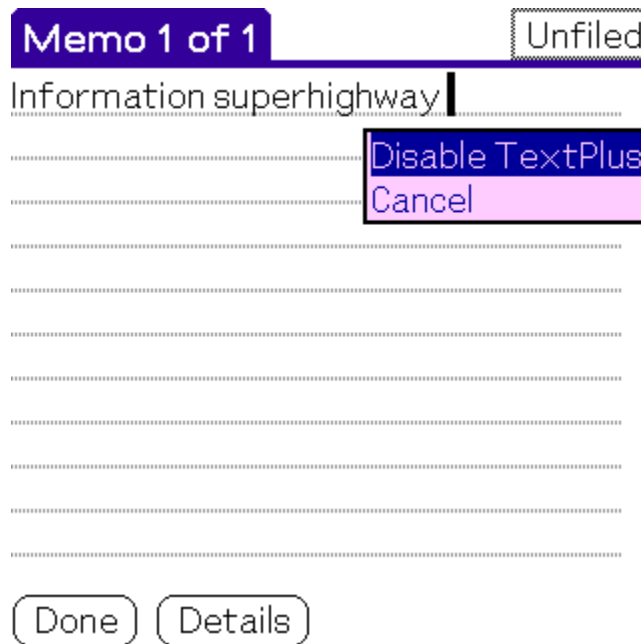 Memo 1 of 1
Unfiled
Information superhighway
Disable TextPlus
Cancel
Done
Details